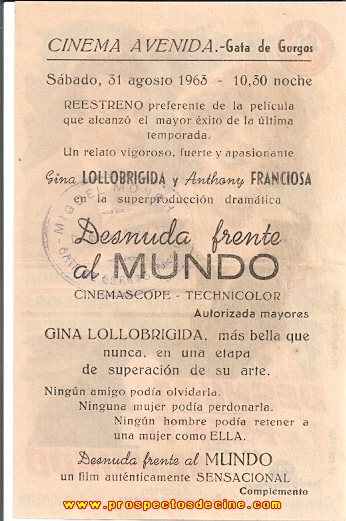 CINEMA AVENIDA.-Gata de Gorgos
Sábado, 31 agosto 1963 - 10,30 noche
REESTRENO preferente de la película
que alcanzó el mayor éxito de la última
temporada.
Un relato vigoroso, fuerte y apasionante
Gina LOLLOBRIGIDA y Anthony FRANCIOSA
en la superproducción dramática
Desnuda frente
al MUNDO
CINEMASCOPE - TECHNICOLOR
Autorizada mayores
GINA LOLLOBRIGIDA, más bella que
nunca, en una etapa
de superación de su arte.
Ningún amigo podía olvidarla.
Ninguna mujer podía perdonarla.
Ningún hombre podía retener a
una mujer como ELLA.
Desnuda frente al MUNDO
un film auténticamente SENSACIONAL
Complemento
www.prospectosdecine.com